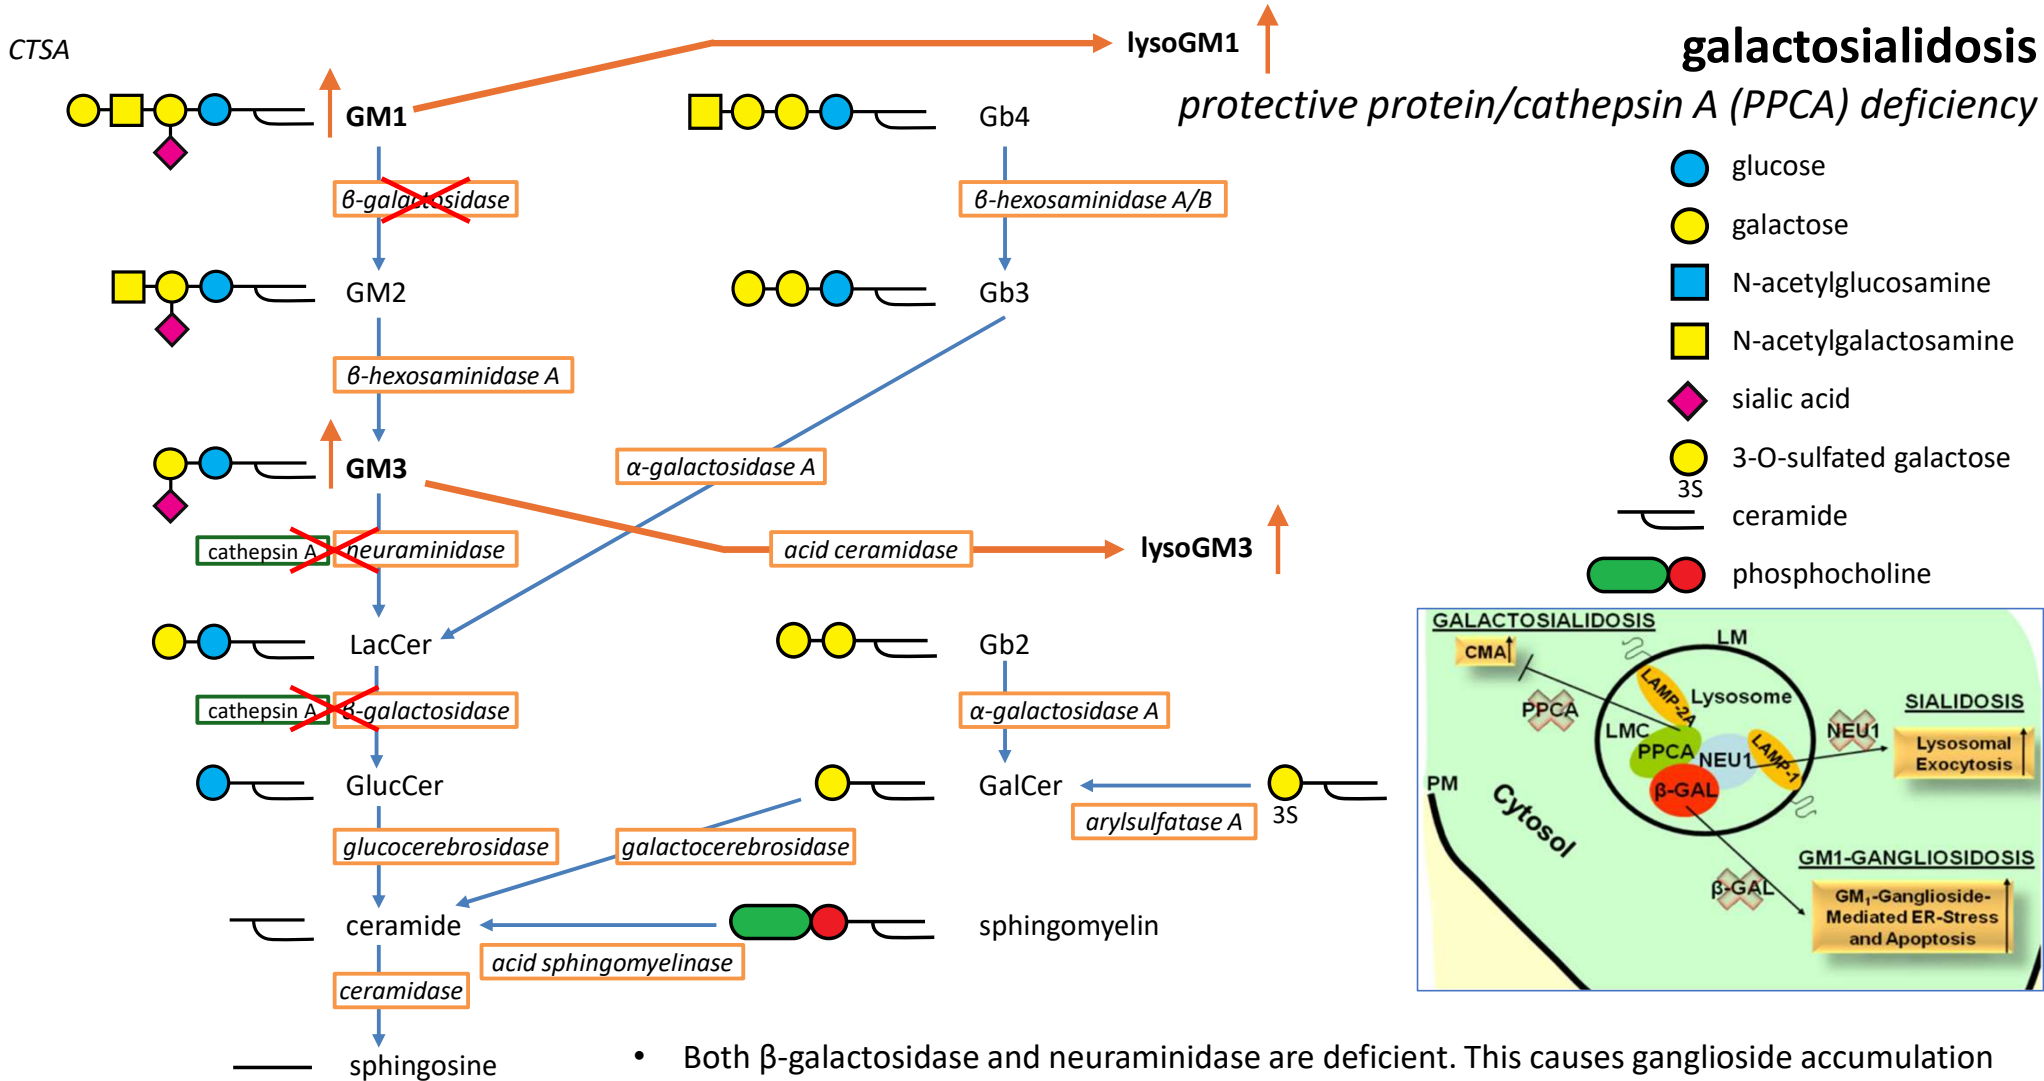 CTSA
galactosialidosis
protective protein/cathepsin A (PPCA) deficiency
lysoGM1
GM1
Gb4
β-galactosidase
β-hexosaminidase A/B
GM2
Gb3
β-hexosaminidase A
GM3
α-galactosidase A
cathepsin A
neuraminidase
acid ceramidase
lysoGM3
LacCer
Gb2
cathepsin A
β-galactosidase
α-galactosidase A
GlucCer
GalCer
3S
arylsulfatase A
glucocerebrosidase
galactocerebrosidase
ceramide
sphingomyelin
acid sphingomyelinase
ceramidase
sphingosine
glucose
galactose
N-acetylglucosamine
N-acetylgalactosamine
sialic acid
3-O-sulfated galactose
3S
ceramide
phosphocholine
GALACTOSIALIDOSIS
CMA
LM
LAMP-2A
Lysosome
PPCA
LMC
PPCA
NEU1
LAMP-1
β-GAL
NEU1
SIALIDOSIS
Lysosomal
Exocytosis
PM
Cytosol
β-GAL
GM1-GANGLIOSIDOSIS
GM₁-Ganglioside-
Mediated ER-Stress
and Apoptosis
• Both β-galactosidase and neuraminidase are deficient. This causes ganglioside accumulation